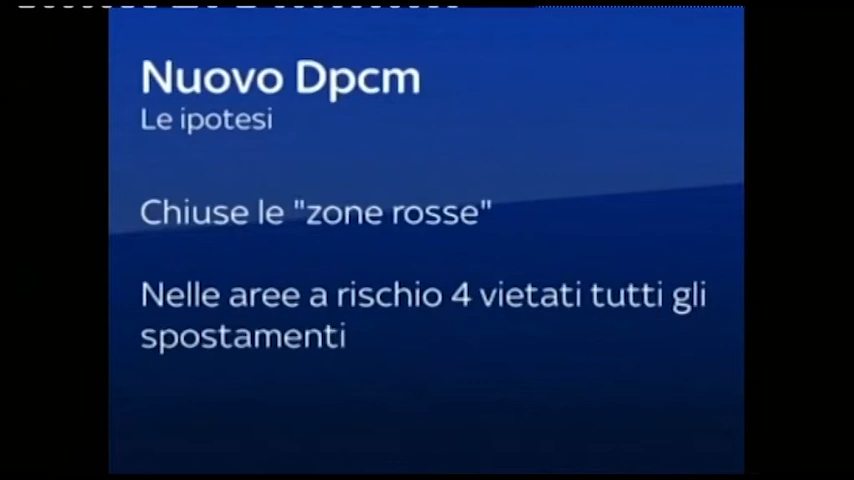 Nuovo Dpcm
Le ipotesi
Chiuse le "zone rosse"
Nelle aree a rischio 4 vietati tutti gli
spostamenti